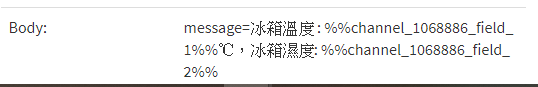 Body:
message=冰箱溫度 : %%channel_1068886_field_
1%%℃，冰箱濕度: %%channel_1068886_field_
2%%